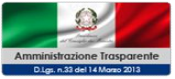 Amministrazione Trasparente
D.Lgs. n.33 del 14 Marzo 2013